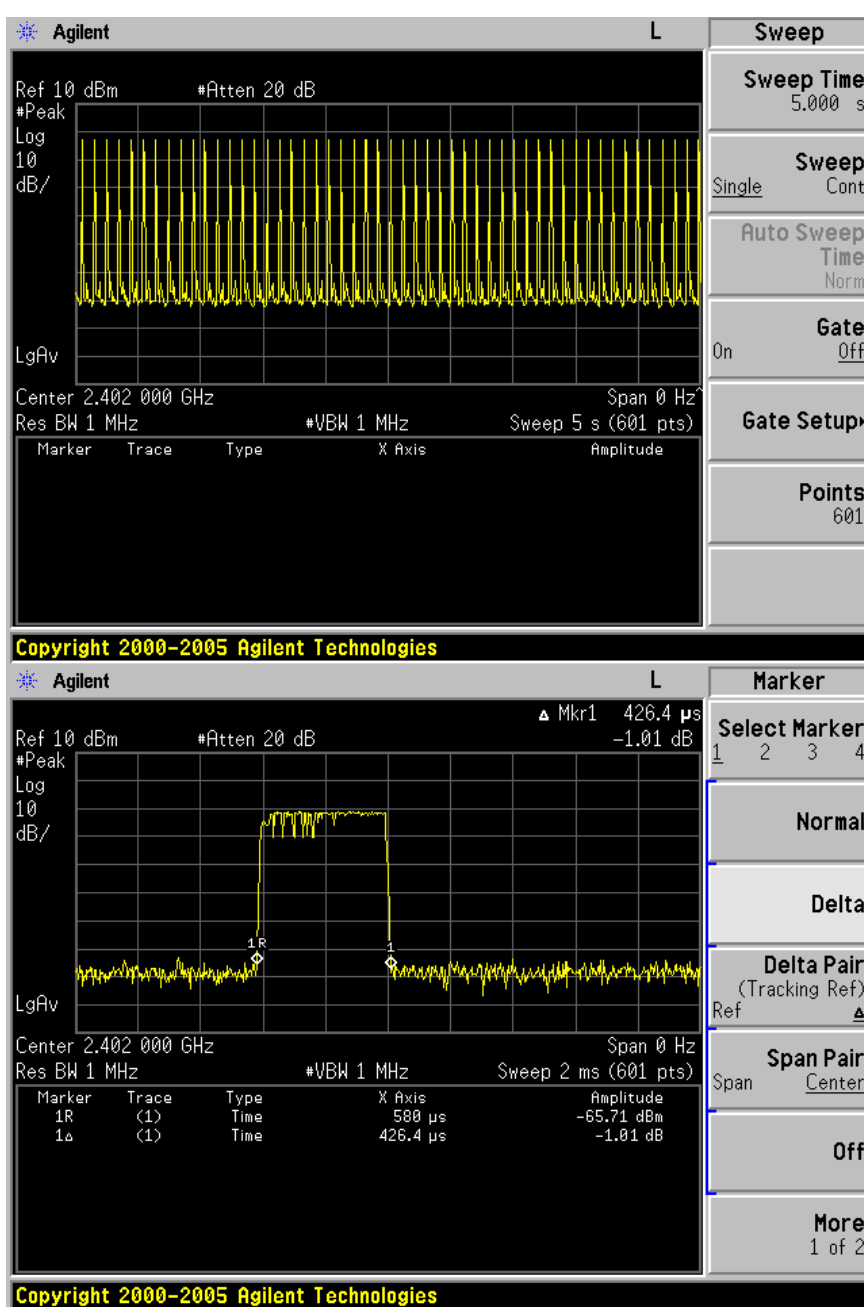 Agilent L Sweep
Ref 10 dBm #Atten 20 dB
#Peak
Log
10
dB/
LgAv
Center 2.402 000 GHz Span 0 Hz^
Res BW 1 MHz #VBW 1 MHz Sweep 5 s (601 pts)
Marker Trace Type X Axis Amplitude
Sweep Time
5.000 s
Sweep
Single Cont
Auto Sweep
Time
Norm
Gate
On Off
Gate Setup▸
Points
601
Copyright 2000-2005 Agilent Technologies
Agilent L Marker
Δ Mkr1 426.4 µs
Ref 10 dBm #Atten 20 dB -1.01 dB
#Peak
Log
10
dB/
1R
1
LgAv
Center 2.402 000 GHz Span 0 Hz
Res BW 1 MHz #VBW 1 MHz Sweep 2 ms (601 pts)
Marker Trace Type X Axis Amplitude
1R (1) Time 580 µs -65.71 dBm
1Δ (1) Time 426.4 µs -1.01 dB
Select Marker
1 2 3 4
Normal
Delta
Delta Pair
(Tracking Ref)
Ref Δ
Span Pair
Span Center
Off
More
1 of 2
Copyright 2000-2005 Agilent Technologies